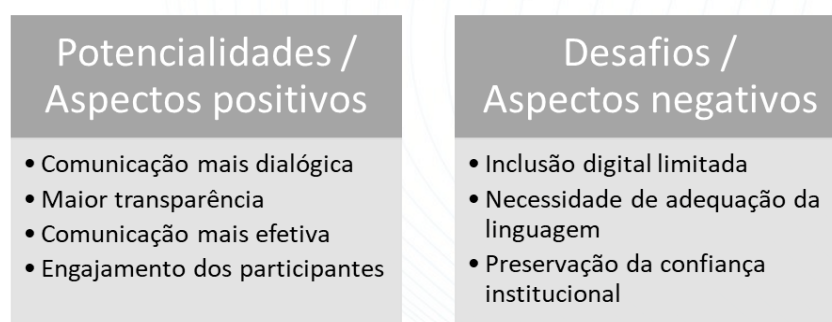 Potencialidades /
Aspectos positivos
• Comunicação mais dialógica
• Maior transparência
• Comunicação mais efetiva
• Engajamento dos participantes
Desafios /
Aspectos negativos
• Inclusão digital limitada
• Necessidade de adequação da
linguagem
• Preservação da confiança
institucional